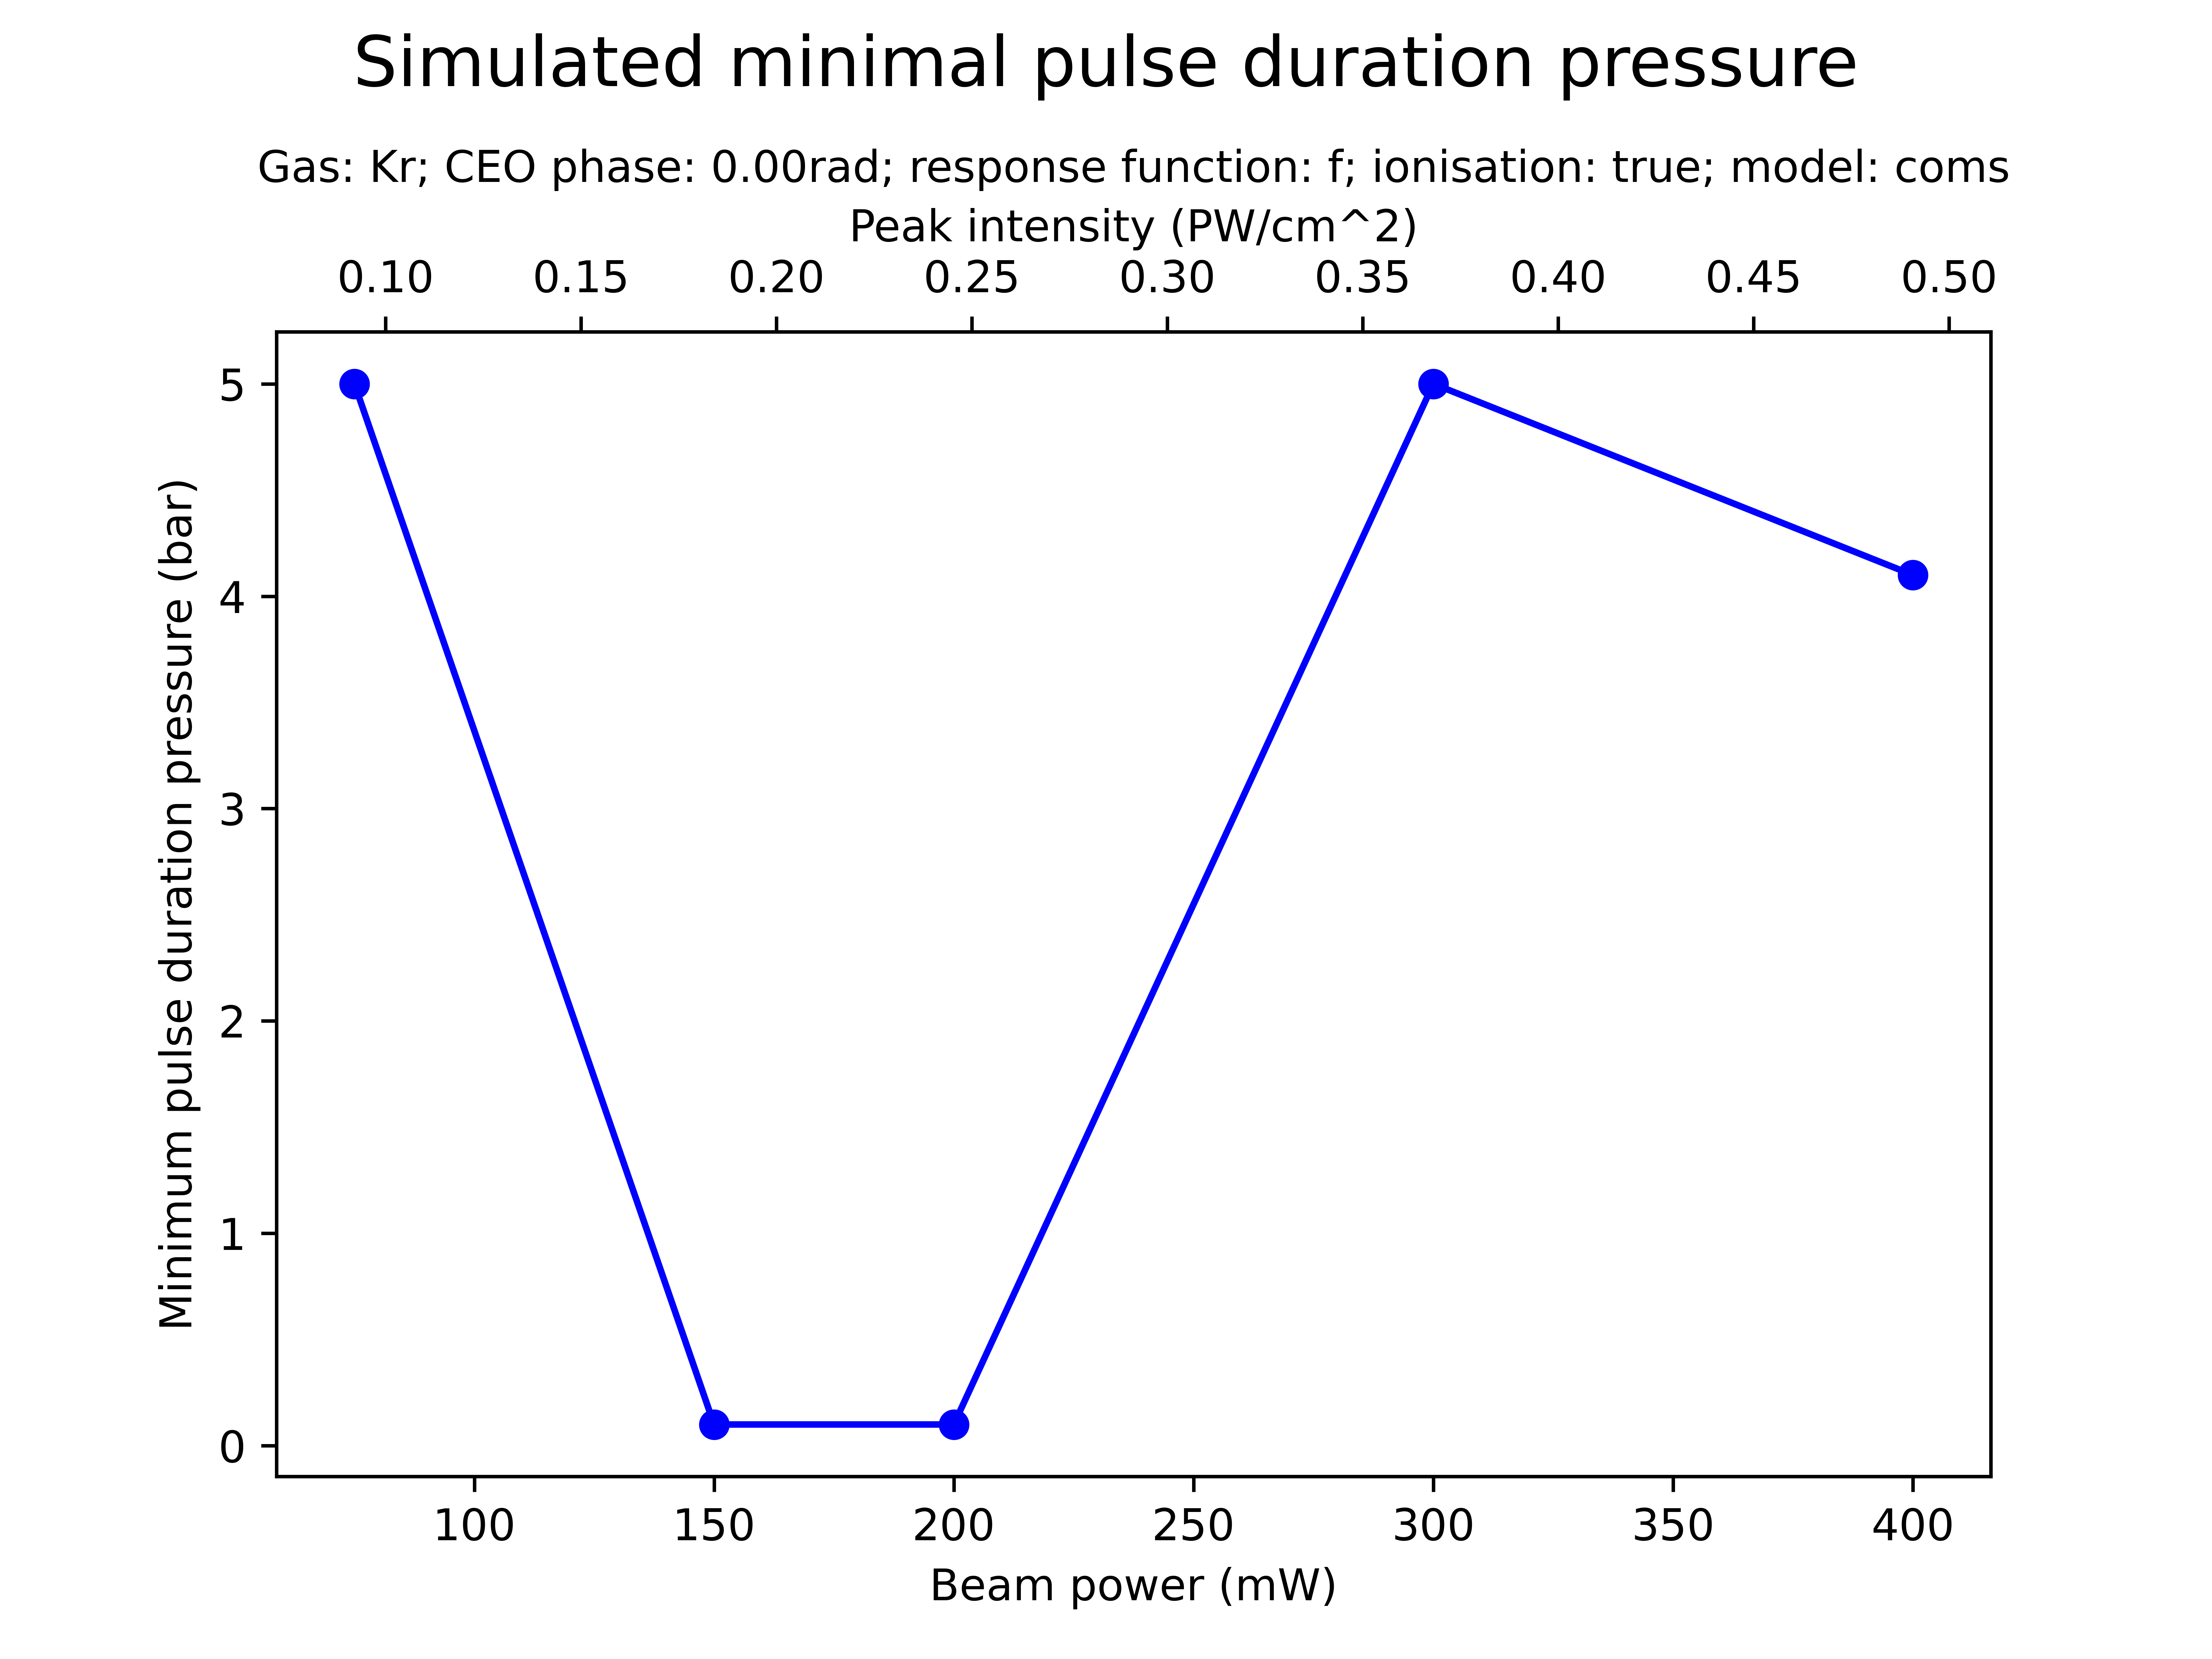 Simulated minimal pulse duration pressure
Gas: Kr; CEO phase: 0.00rad; response function: f; ionisation: true; model: coms
Peak intensity (PW/cm^2)
0.10 0.15 0.20 0.25 0.30 0.35 0.40 0.45 0.50
Minimum pulse duration pressure (bar)
5
4
3
2
1
0
100 150 200 250 300 350 400
Beam power (mW)